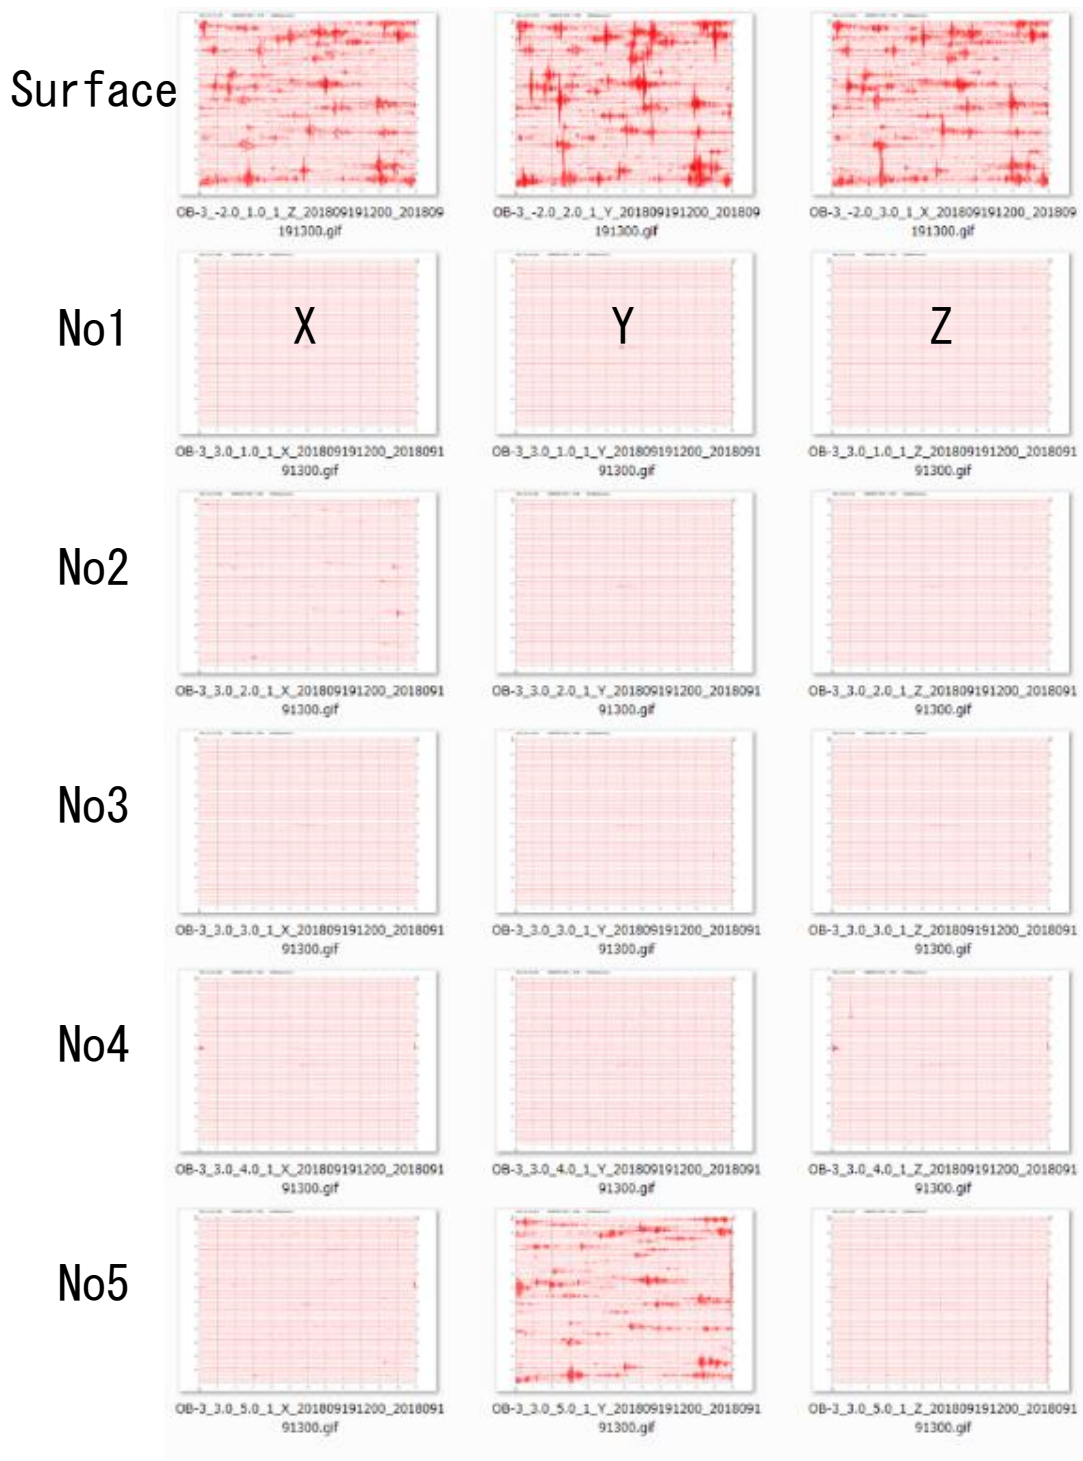 Surface
OB-3_-2.0_1.0_1_Z_201809191200_201809
191300.gif
OB-3_-2.0_2.0_1_Y_201809191200_201809
191300.gif
OB-3_-2.0_3.0_1_X_201809191200_201809
191300.gif
No1
X
Y
Z
OB-3_3.0_1.0_1_X_201809191200_2018091
91300.gif
OB-3_3.0_1.0_1_Y_201809191200_2018091
91300.gif
OB-3_3.0_1.0_1_Z_201809191200_2018091
91300.gif
No2
OB-3_3.0_2.0_1_X_201809191200_2018091
91300.gif
OB-3_3.0_2.0_1_Y_201809191200_2018091
91300.gif
OB-3_3.0_2.0_1_Z_201809191200_2018091
91300.gif
No3
OB-3_3.0_3.0_1_X_201809191200_2018091
91300.gif
OB-3_3.0_3.0_1_Y_201809191200_2018091
91300.gif
OB-3_3.0_3.0_1_Z_201809191200_2018091
91300.gif
No4
OB-3_3.0_4.0_1_X_201809191200_2018091
91300.gif
OB-3_3.0_4.0_1_Y_201809191200_2018091
91300.gif
OB-3_3.0_4.0_1_Z_201809191200_2018091
91300.gif
No5
OB-3_3.0_5.0_1_X_201809191200_2018091
91300.gif
OB-3_3.0_5.0_1_Y_201809191200_2018091
91300.gif
OB-3_3.0_5.0_1_Z_201809191200_2018091
91300.gif